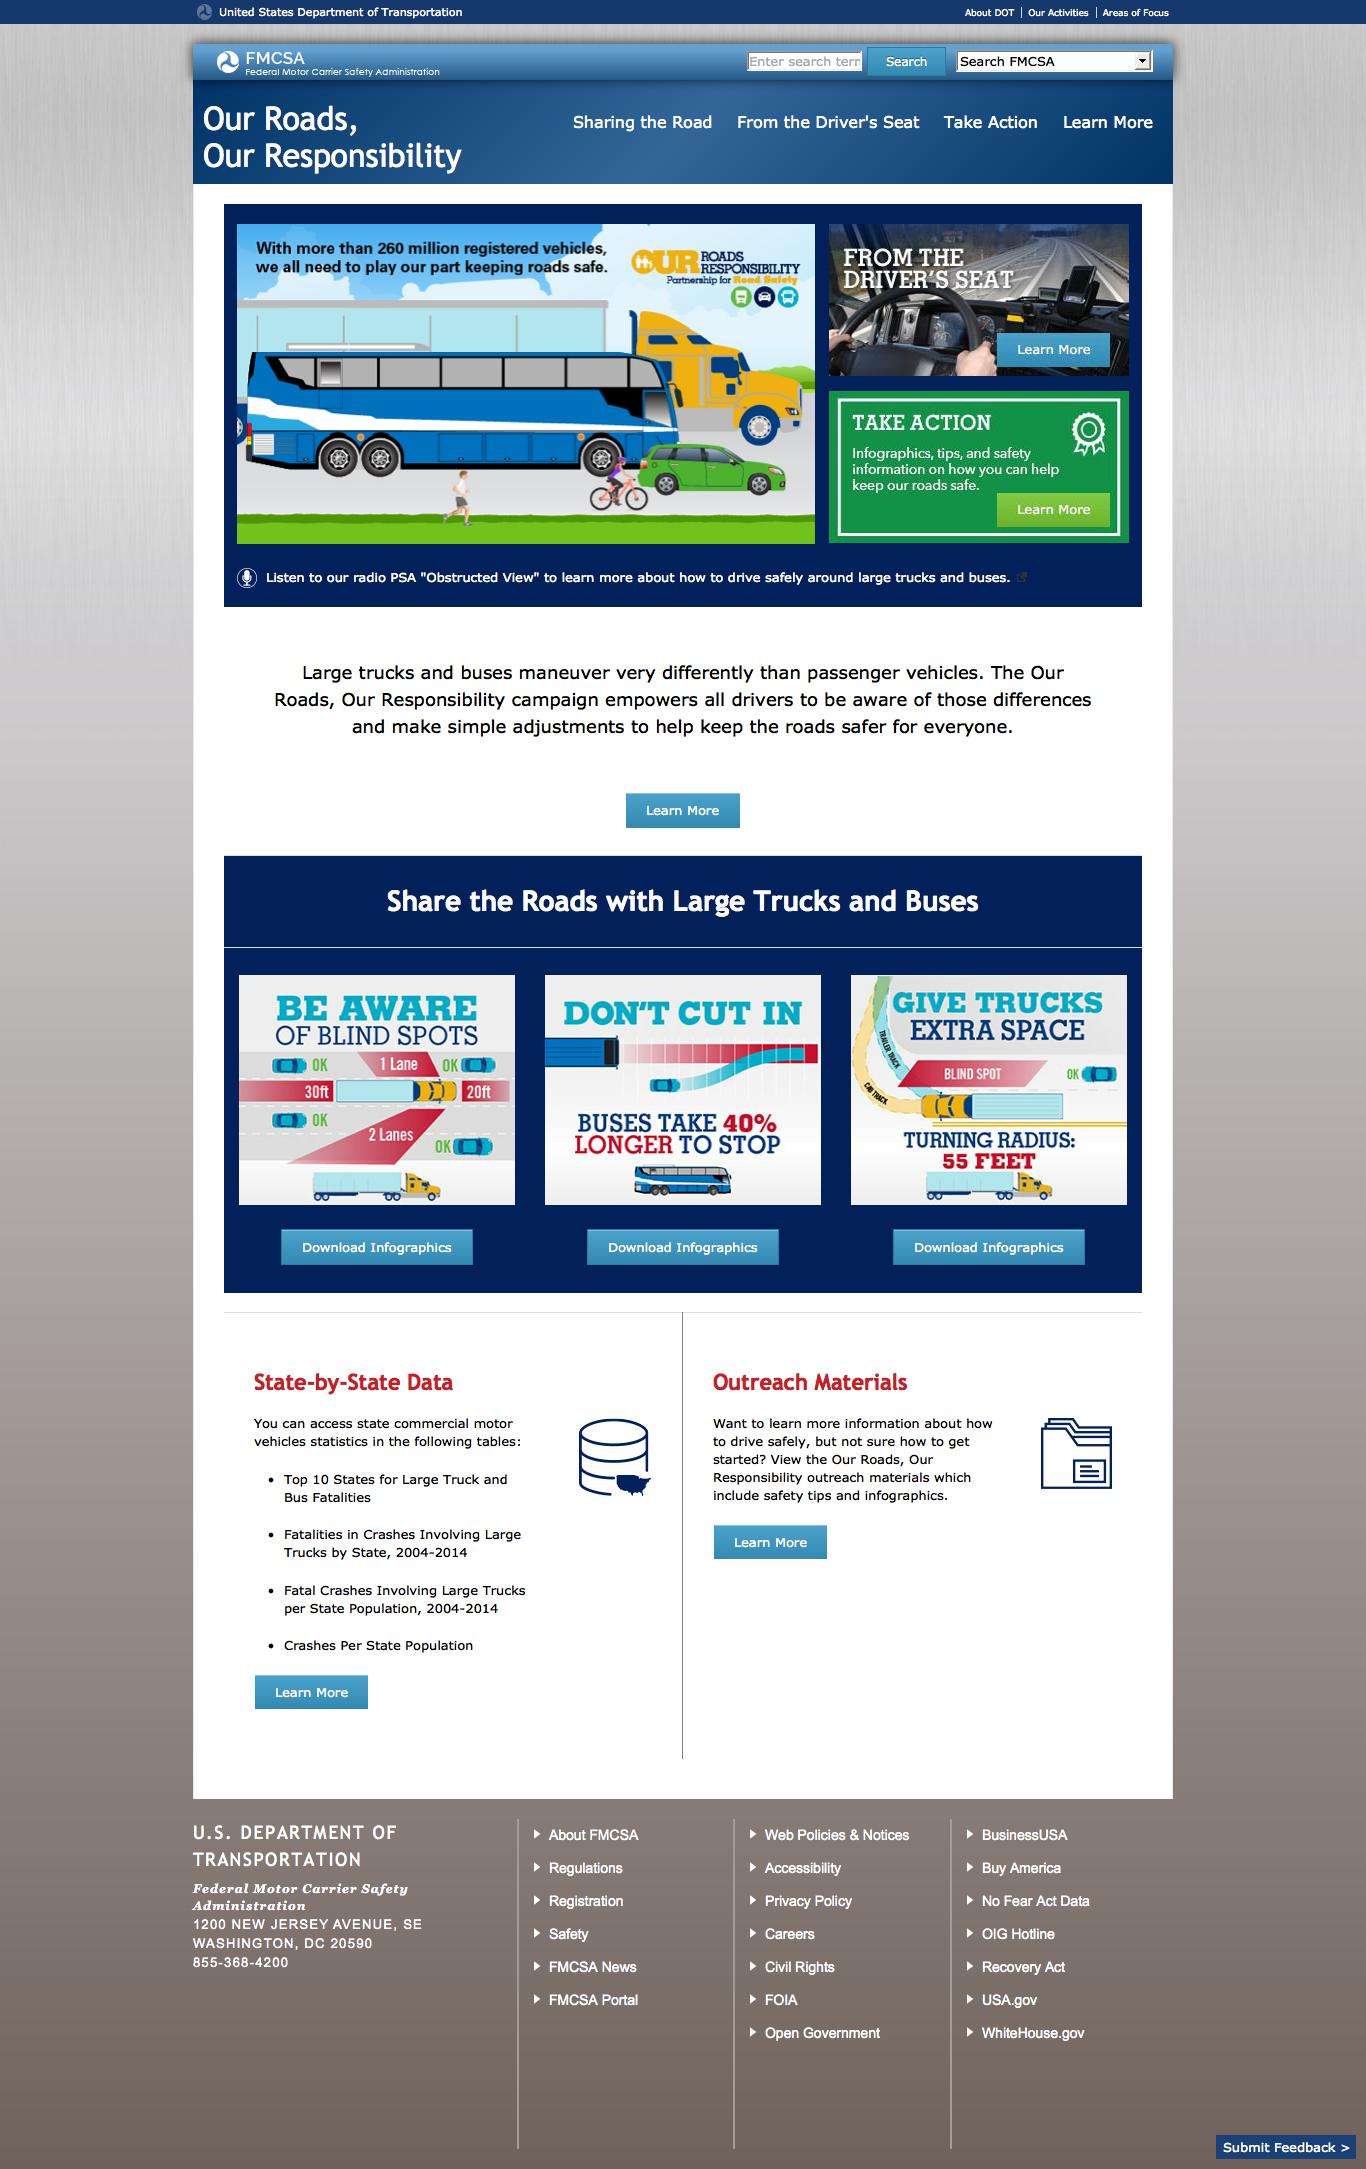 United States Department of Transportation
About DOT | Our Activities | Areas of Focus
FMCSA
Federal Motor Carrier Safety Administration
Enter search terr
Search
Search FMCSA
Our Roads,
Our Responsibility
Sharing the Road
From the Driver's Seat
Take Action
Learn More
With more than 260 million registered vehicles,
we all need to play our part keeping roads safe.
OUR ROADS
RESPONSIBILITY
Partnership for Road Safety
FROM THE
DRIVER'S SEAT
Learn More
TAKE ACTION
Infographics, tips, and safety
information on how you can help
keep our roads safe.
Learn More
Listen to our radio PSA "Obstructed View" to learn more about how to drive safely around large trucks and buses.
Large trucks and buses maneuver very differently than passenger vehicles. The Our
Roads, Our Responsibility campaign empowers all drivers to be aware of those differences
and make simple adjustments to help keep the roads safer for everyone.
Learn More
Share the Roads with Large Trucks and Buses
BE AWARE
OF BLIND SPOTS
OK
1 Lane
OK
30ft
20ft
OK
2 Lanes
OK
Download Infographics
DON'T CUT IN
BUSES TAKE 40%
LONGER TO STOP
Download Infographics
GIVE TRUCKS
EXTRA SPACE
TRAILER TRACK
CAB TRACK
BLIND SPOT
OK
TURNING RADIUS:
55 FEET
Download Infographics
State-by-State Data
You can access state commercial motor
vehicles statistics in the following tables:
• Top 10 States for Large Truck and
Bus Fatalities
• Fatalities in Crashes Involving Large
Trucks by State, 2004-2014
• Fatal Crashes Involving Large Trucks
per State Population, 2004-2014
• Crashes Per State Population
Learn More
Outreach Materials
Want to learn more information about how
to drive safely, but not sure how to get
started? View the Our Roads, Our
Responsibility outreach materials which
include safety tips and infographics.
Learn More
U.S. DEPARTMENT OF
TRANSPORTATION
Federal Motor Carrier Safety
Administration
1200 NEW JERSEY AVENUE, SE
WASHINGTON, DC 20590
855-368-4200
About FMCSA
Regulations
Registration
Safety
FMCSA News
FMCSA Portal
Web Policies & Notices
Accessibility
Privacy Policy
Careers
Civil Rights
FOIA
Open Government
BusinessUSA
Buy America
No Fear Act Data
OIG Hotline
Recovery Act
USA.gov
WhiteHouse.gov
Submit Feedback >